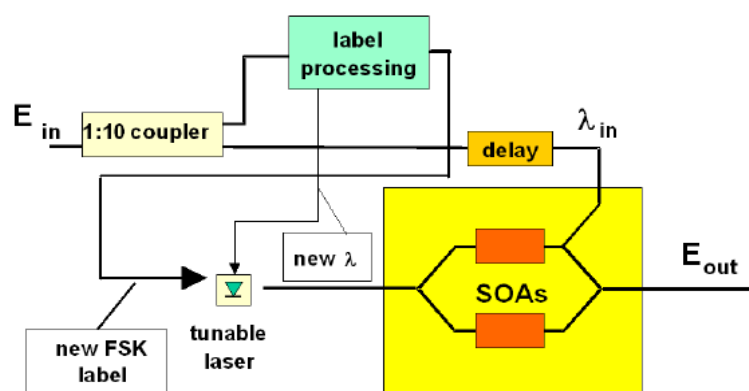 label
processing
E in
1:10 coupler
λ in
delay
new λ
SOAs
E out
tunable
laser
new FSK
label